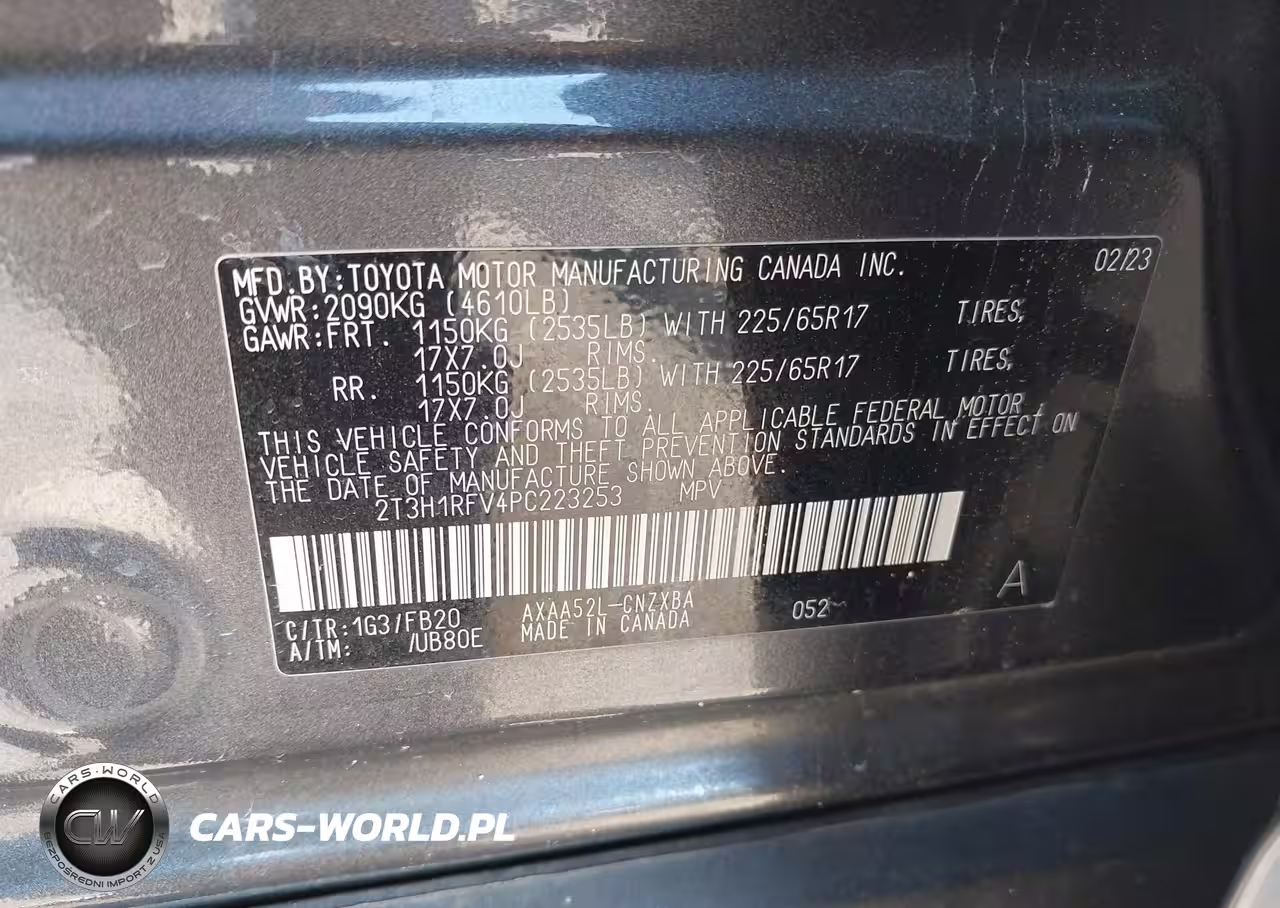 MFD.BY:TOYOTA MOTOR MANUFACTURING CANADA INC. 02/23
GVWR:2090KG (4610LB)
GAWR:FRT. 1150KG (2535LB) WITH 225/65R17 TIRES,
17X7.0J RIMS.
RR. 1150KG (2535LB) WITH 225/65R17 TIRES,
17X7.0J RIMS.
THIS VEHICLE CONFORMS TO ALL APPLICABLE FEDERAL MOTOR
VEHICLE SAFETY AND THEFT PREVENTION STANDARDS IN EFFECT ON
THE DATE OF MANUFACTURE SHOWN ABOVE.
2T3H1RFV4PC223253 MPV
C/TR:1G3/FB20 AXAA52L-CNZXBA 052- A
A/TM: /UB80E MADE IN CANADA
CARS-WORLD
CW
BEZPOŚREDNI IMPORT Z USA
CARS-WORLD.PL